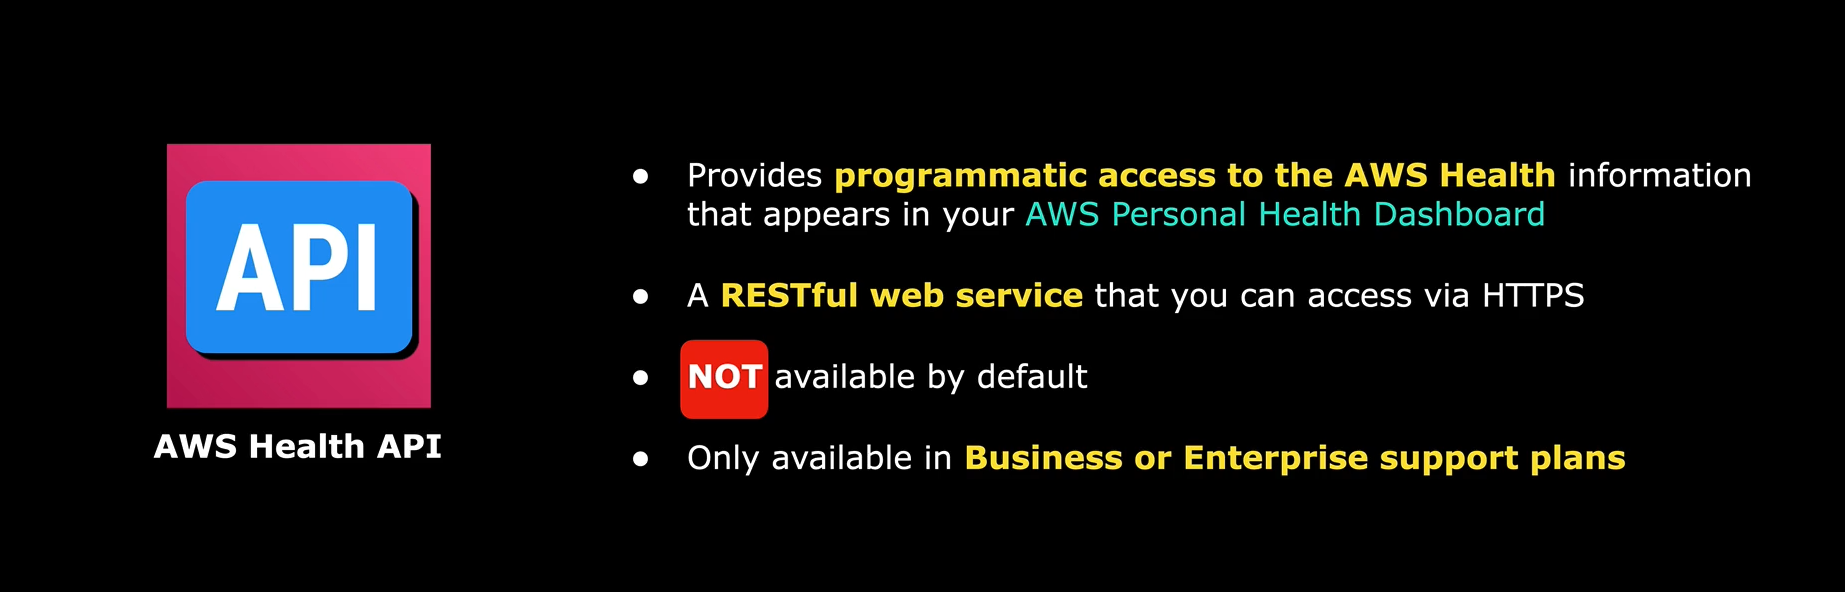 API
AWS Health API
● Provides programmatic access to the AWS Health information
that appears in your AWS Personal Health Dashboard
● A RESTful web service that you can access via HTTPS
● NOT available by default
● Only available in Business or Enterprise support plans